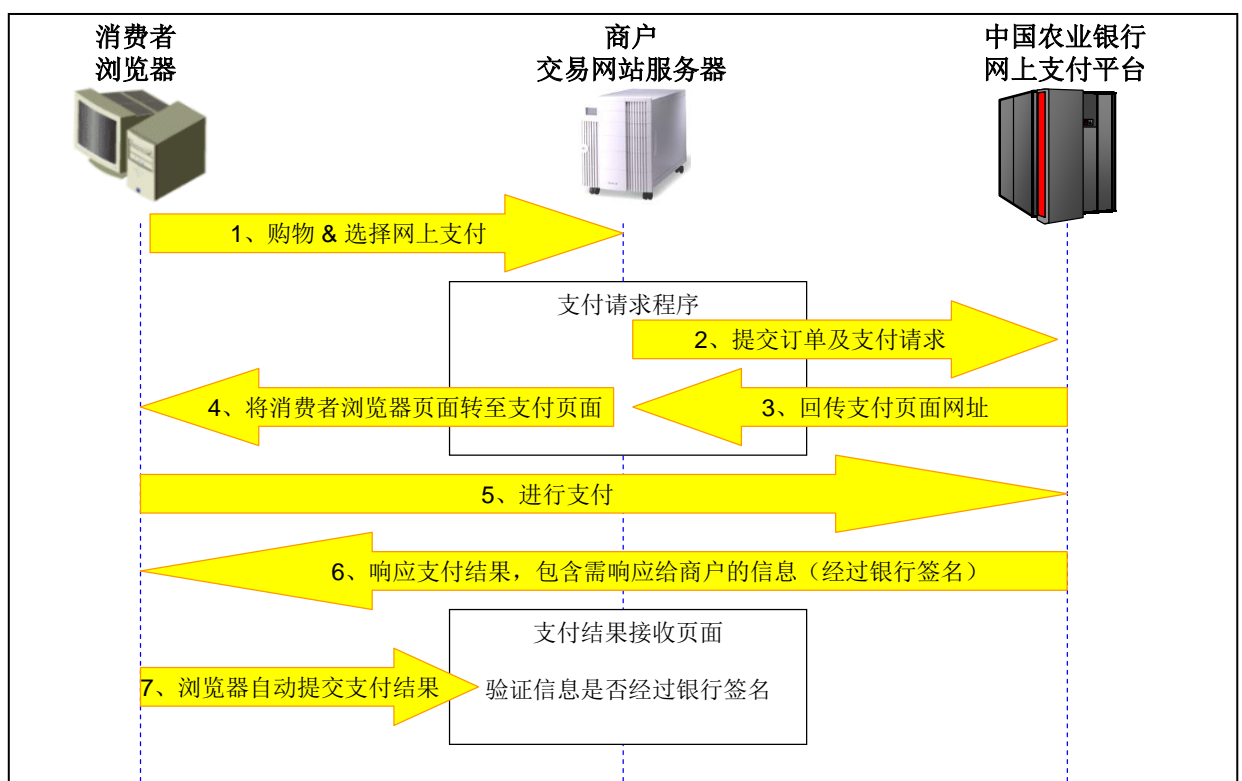 消费者
浏览器
商户
交易网站服务器
中国农业银行
网上支付平台
1、购物 & 选择网上支付
支付请求程序
2、提交订单及支付请求
4、将消费者浏览器页面转至支付页面
3、回传支付页面网址
5、进行支付
6、响应支付结果，包含需响应给商户的信息（经过银行签名）
支付结果接收页面
7、浏览器自动提交支付结果
验证信息是否经过银行签名